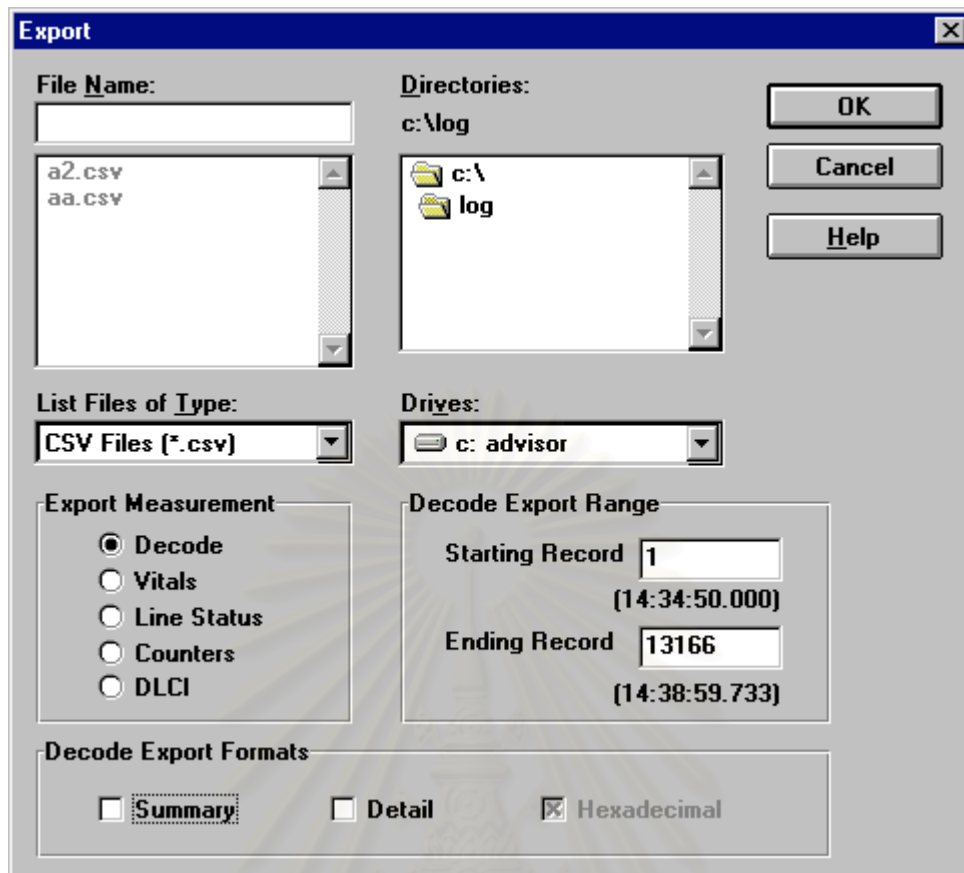 Export
File Name:
a2.csv
aa.csv
Directories:
c:\log
c:\
log
OK
Cancel
Help
List Files of Type:
CSV Files (*.csv)
Drives:
c: advisor
Export Measurement
Decode
Vitals
Line Status
Counters
DLCI
Decode Export Range
Starting Record 1
(14:34:50.000)
Ending Record 13166
(14:38:59.733)
Decode Export Formats
Summary Detail Hexadecimal